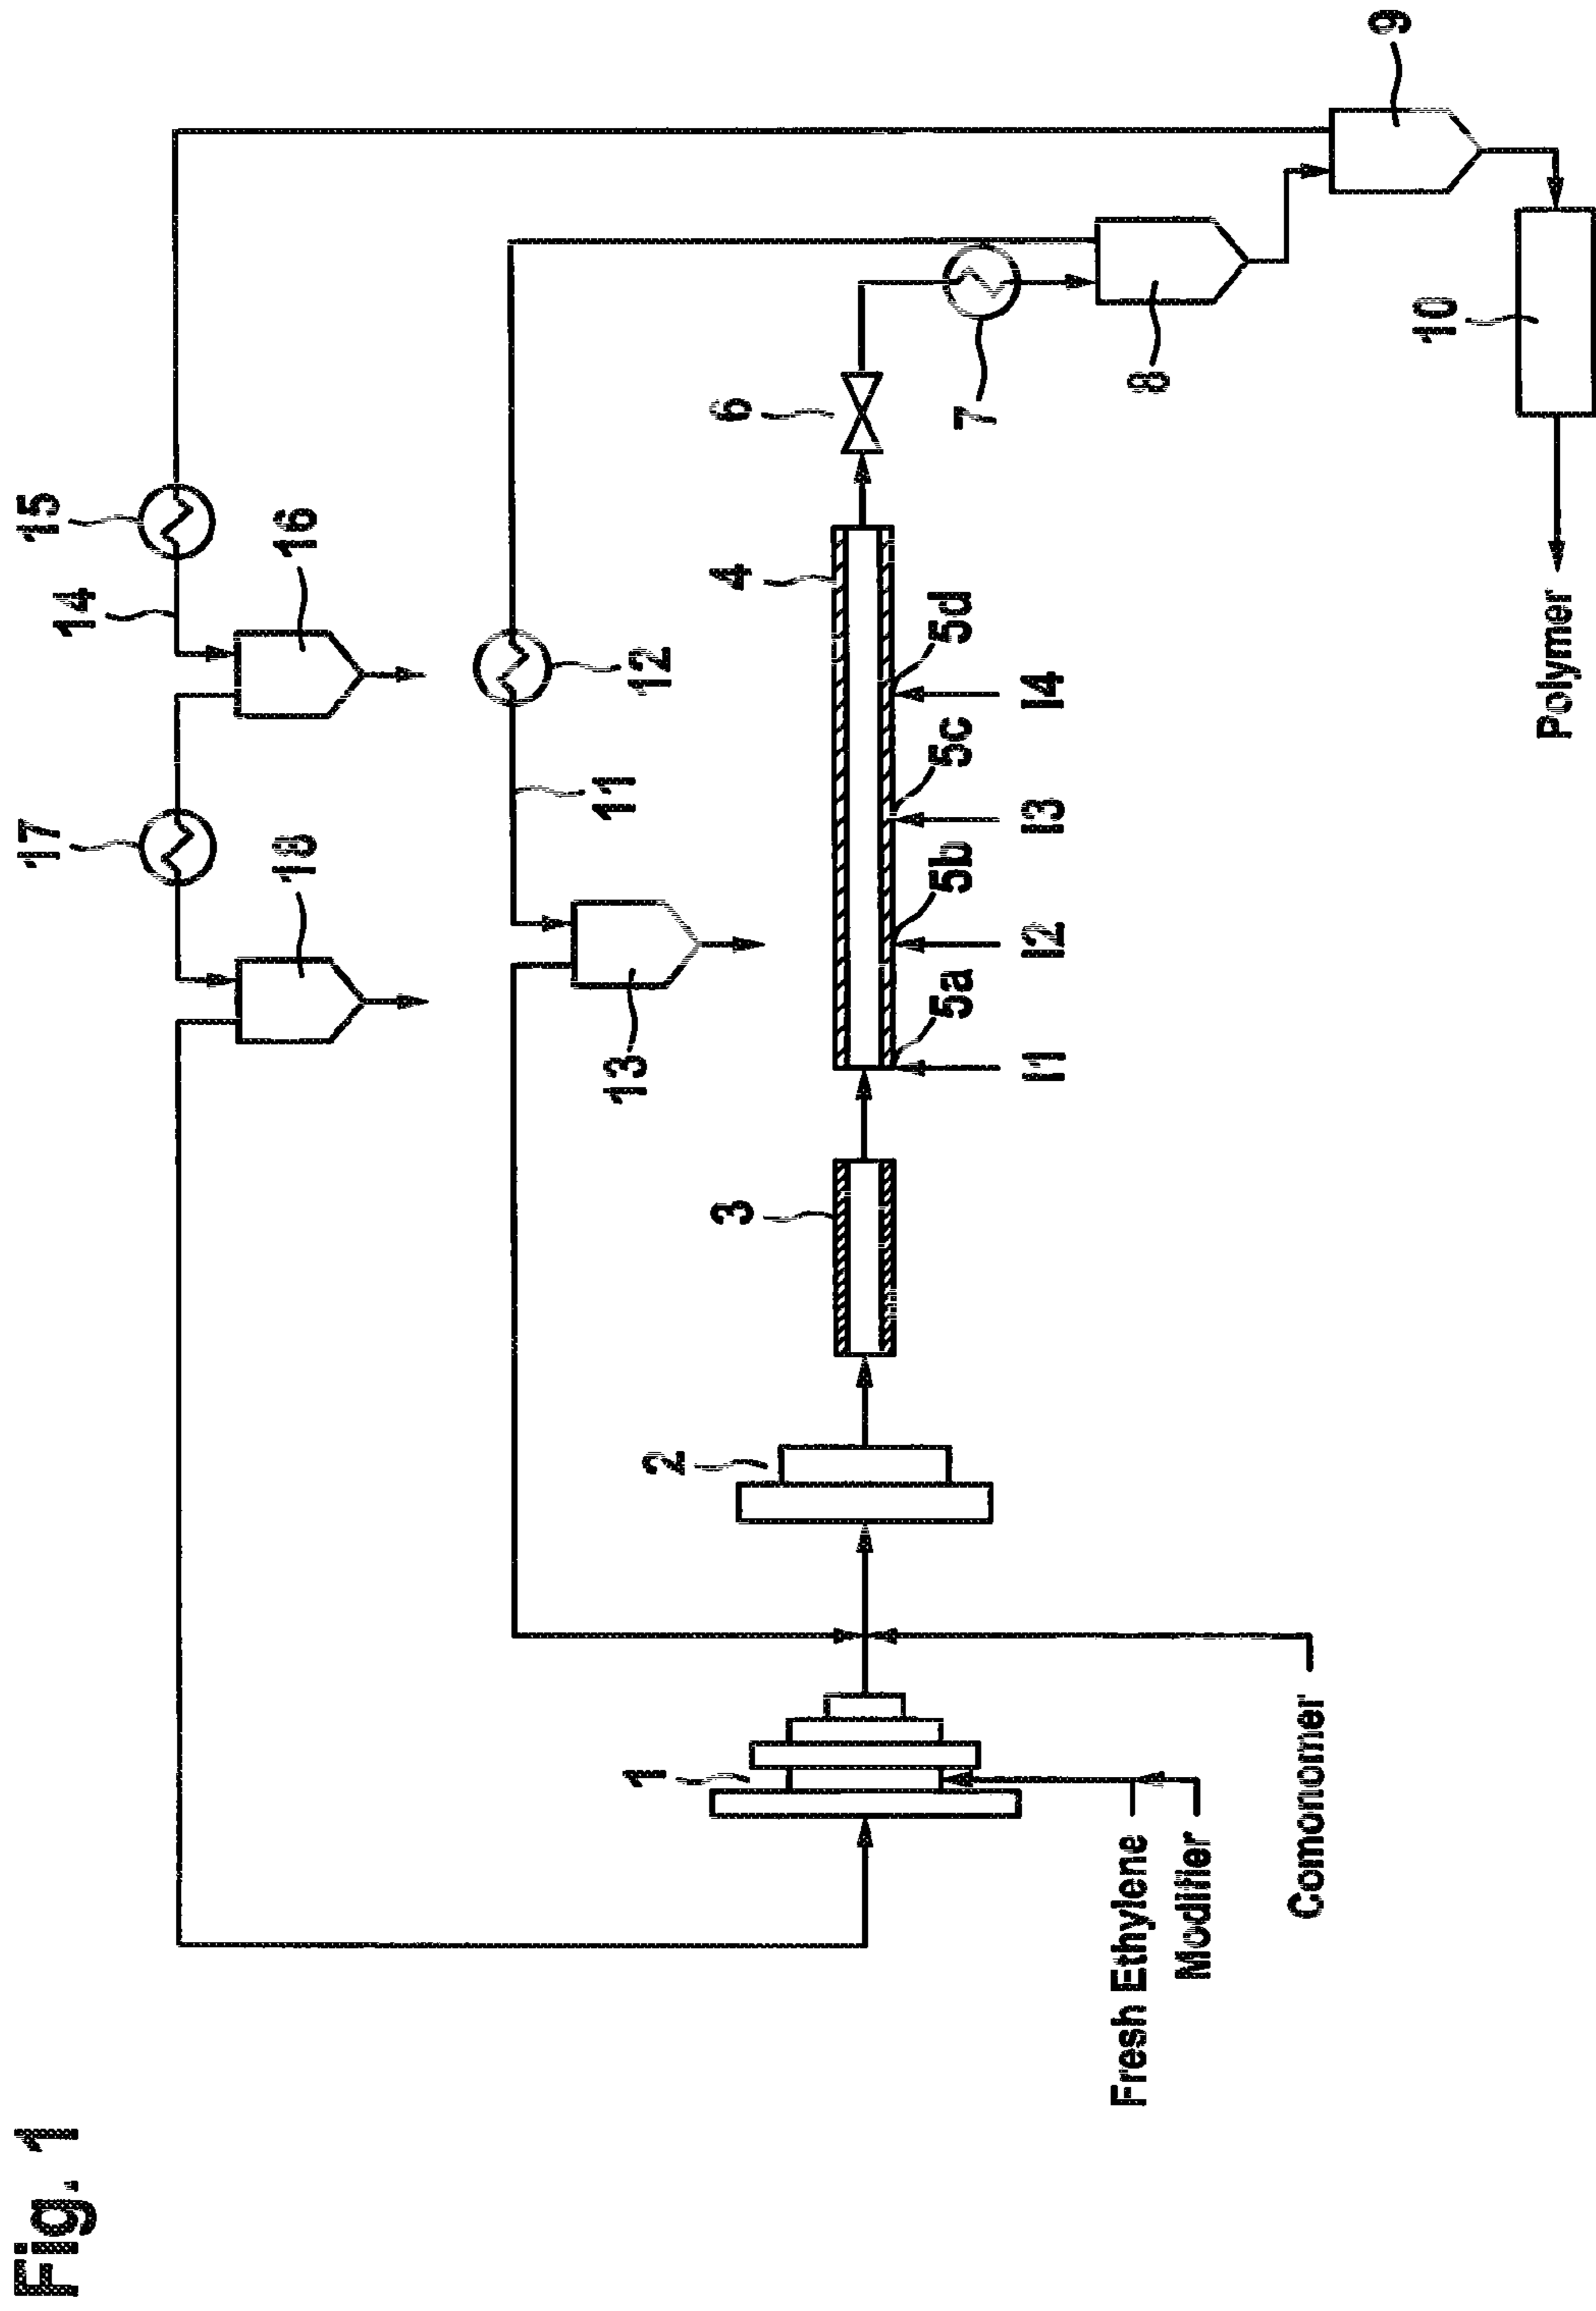 Fig. 1
17
15
14
18
16
12
11
13
1
2
3
4
6
7
8
9
10
5a
5b
5c
5d
I1
I2
I3
I4
Fresh Ethylene
Modifier
Comonomer
Polymer